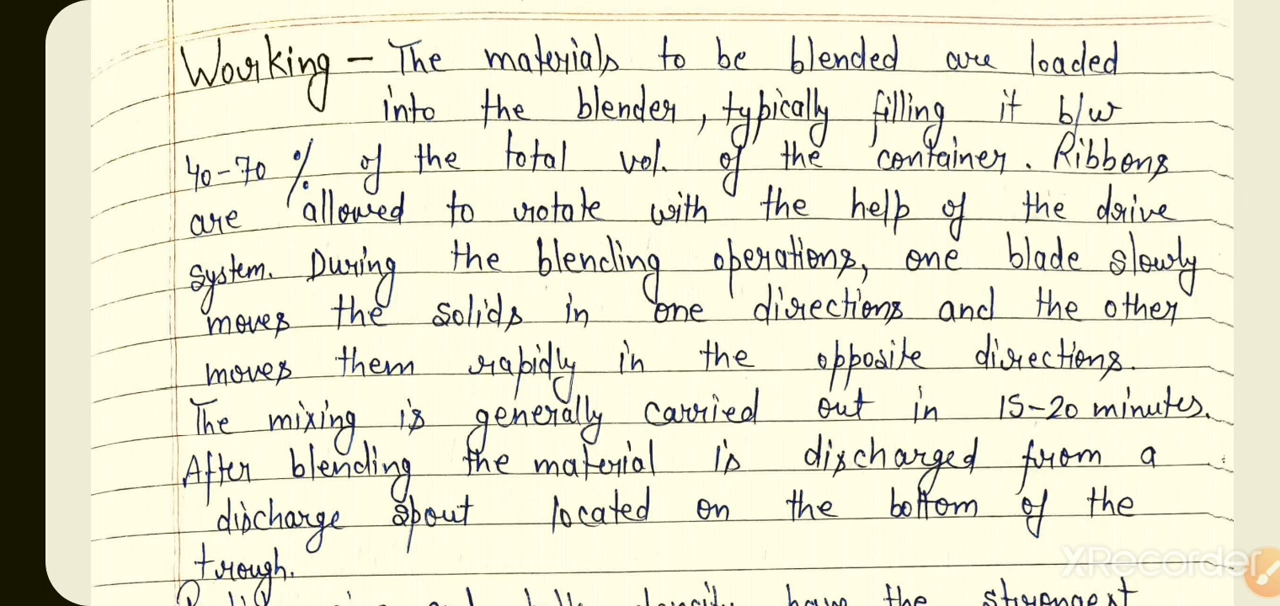 Working - The materials to be blended are loaded
into the blender, typically filling it b/w
40-70 % of the total vol. of the container. Ribbons
are allowed to rotate with the help of the drive
system. During the blending operations, one blade slowly
moves the solids in one directions and the other
moves them rapidly in the opposite directions.
The mixing is generally carried out in 15-20 minutes.
After blending the material is discharged from a
discharge spout located on the bottom of the
trough.
have the strongest
XRecorder